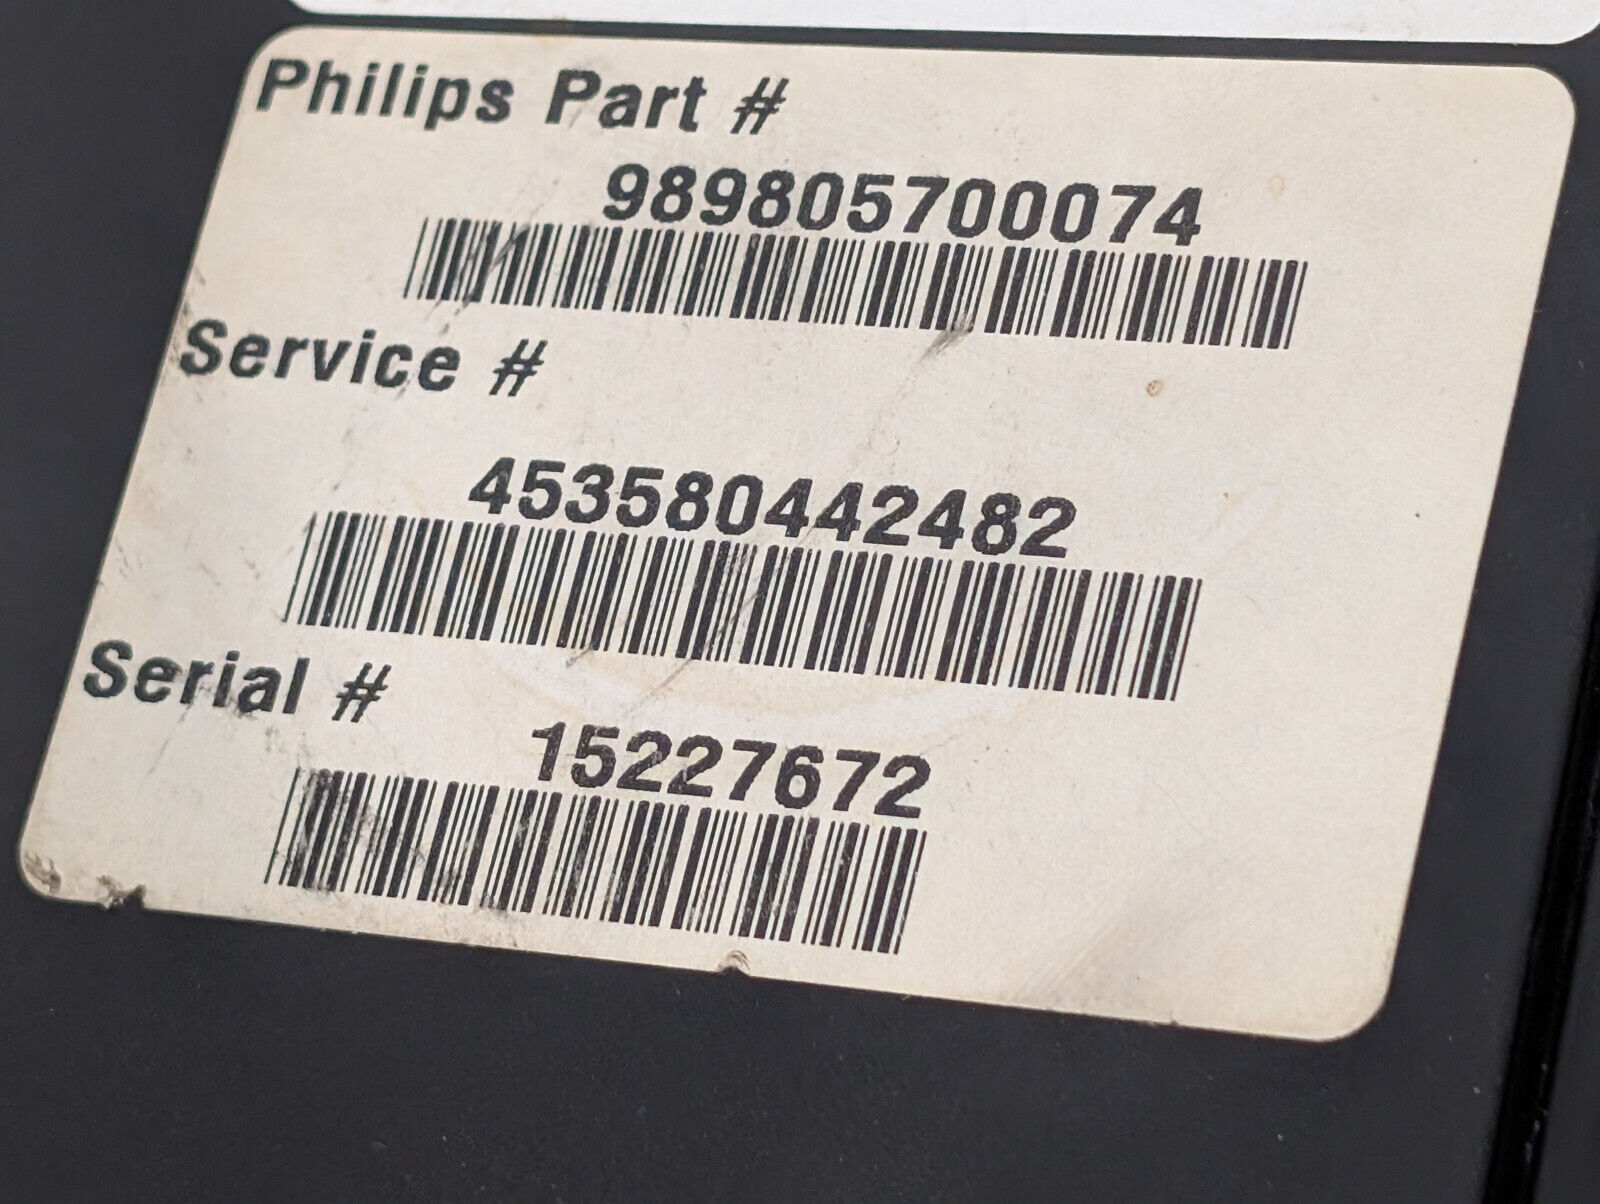 Philips Part #
989805700074
Service #
453580442482
Serial #
15227672